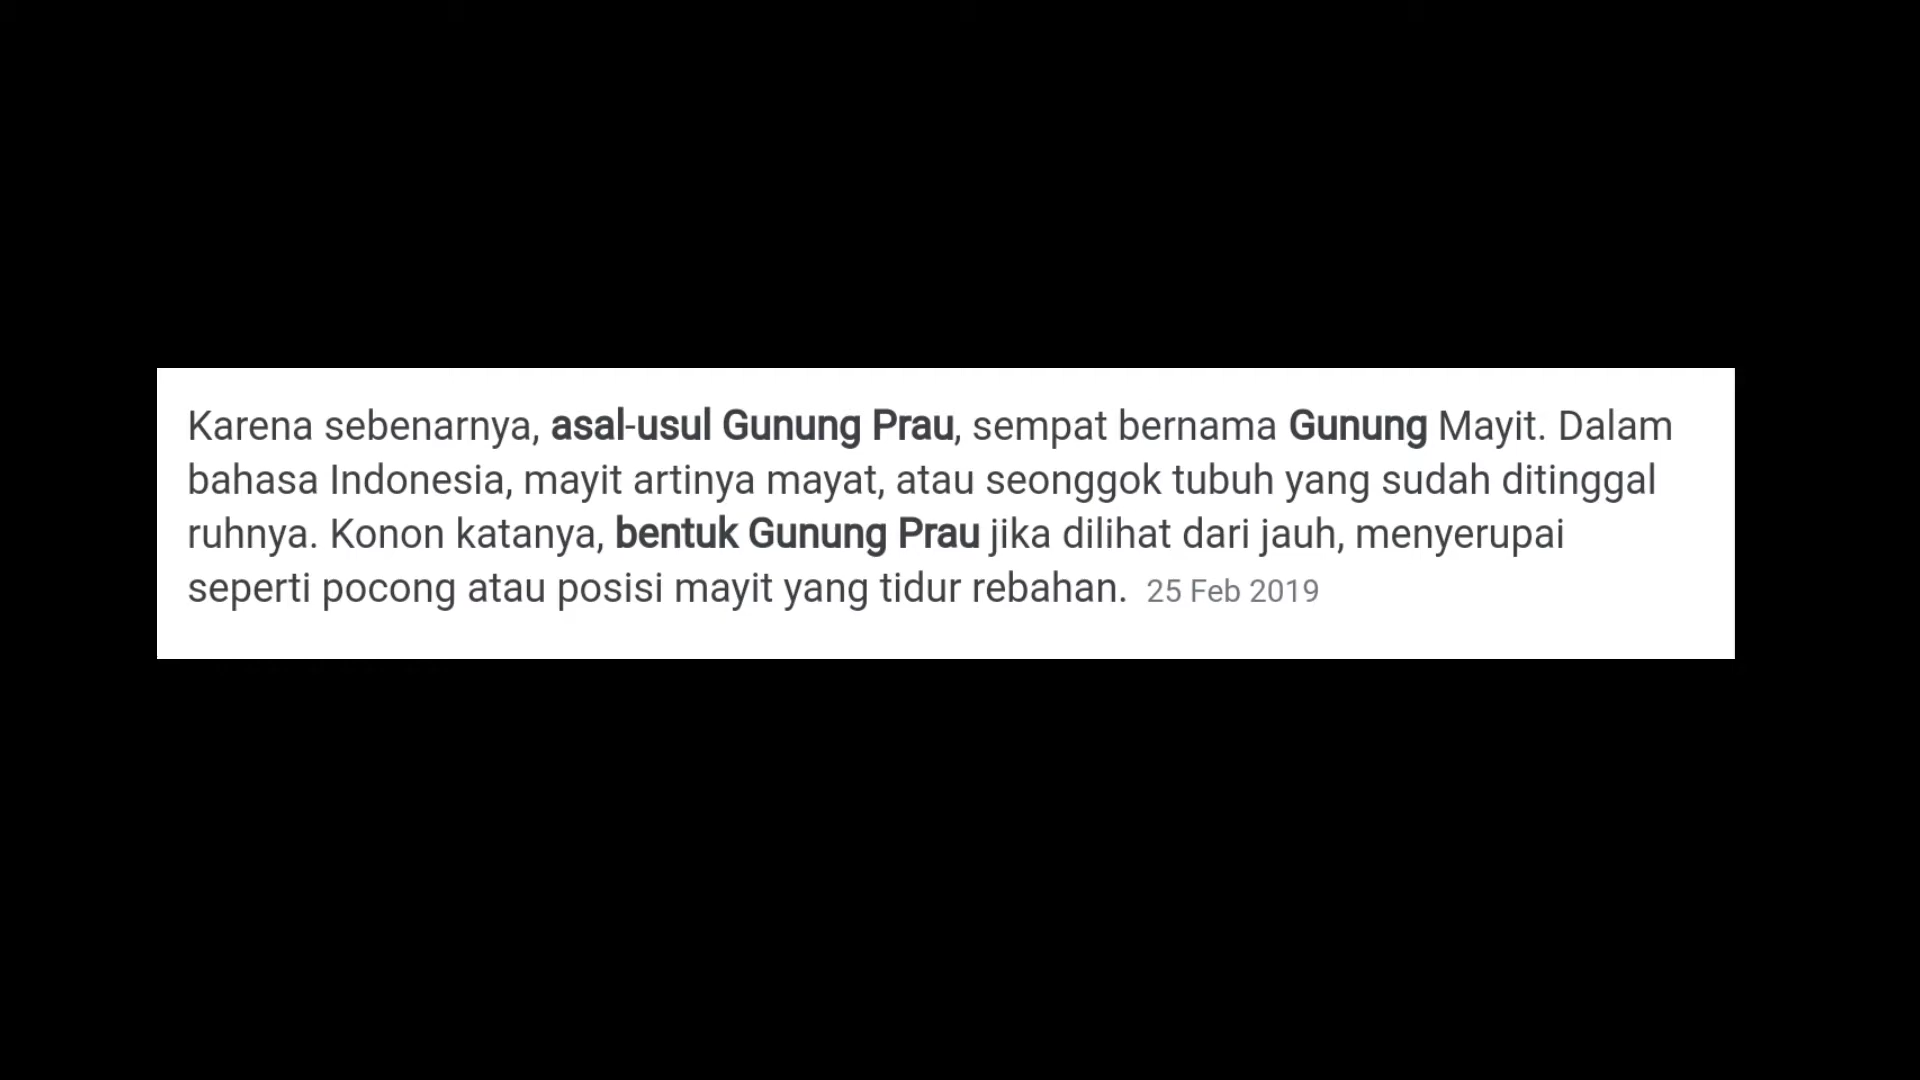 Karena sebenarnya, asal-usul Gunung Prau, sempat bernama Gunung Mayit. Dalam
bahasa Indonesia, mayit artinya mayat, atau seonggok tubuh yang sudah ditinggal
ruhnya. Konon katanya, bentuk Gunung Prau jika dilihat dari jauh, menyerupai
seperti pocong atau posisi mayit yang tidur rebahan. 25 Feb 2019